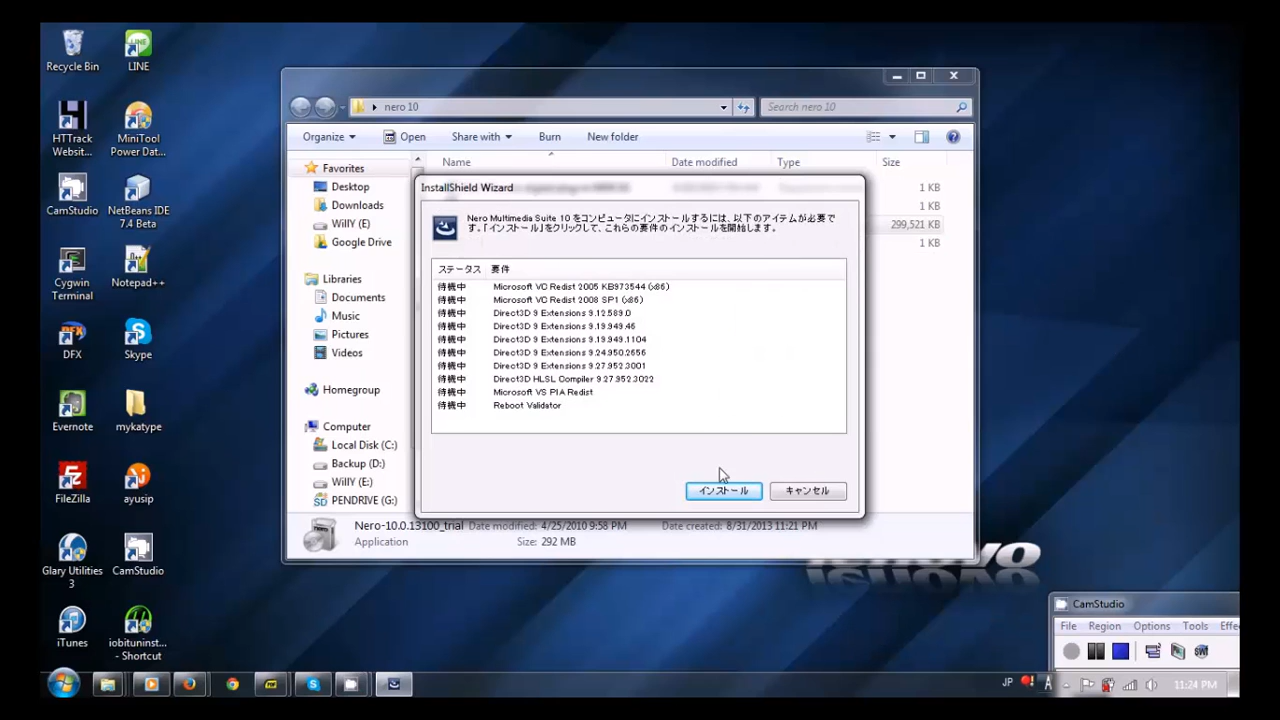 Recycle Bin
LINE
HTTrack
Websit...
MiniTool
Power Dat...
CamStudio
NetBeans IDE
7.4 Beta
Cygwin
Terminal
Notepad++
DFX
Skype
Evernote
mykatype
FileZilla
ayusip
Glary Utilities
3
CamStudio
iTunes
iobituninst...
- Shortcut
nero 10
Search nero 10
Organize
Open
Share with
Burn
New folder
Name
Date modified
Type
Size
Favorites
Desktop
Downloads
WillY (E)
Google Drive
Libraries
Documents
Music
Pictures
Videos
Homegroup
Computer
Local Disk (C:)
Backup (D:)
WillY (E:)
PENDRIVE (G:)
1 KB
1 KB
299,521 KB
1 KB
InstallShield Wizard
Nero Multimedia Suite 10 をコンピュータにインストールするには、以下のアイテムが必要で
す。「インストール」をクリックして、これらの要件のインストールを開始します。
ステータス 要件
待機中 Microsoft VC Redist 2005 KB973544 (x86)
待機中 Microsoft VC Redist 2008 SP1 (x86)
待機中 Direct3D 9 Extensions 9.12.589.0
待機中 Direct3D 9 Extensions 9.19.949.46
待機中 Direct3D 9 Extensions 9.19.949.1104
待機中 Direct3D 9 Extensions 9.24.950.2656
待機中 Direct3D 9 Extensions 9.27.952.3001
待機中 Direct3D HLSL Compiler 9.27.952.3022
待機中 Microsoft VS PIA Redist
待機中 Reboot Validator
インストール
キャンセル
Nero-10.0.13100_trial Date modified: 4/25/2010 9:58 PM Date created: 8/31/2013 11:21 PM
Application Size: 292 MB
CamStudio
File Region Options Tools Effe
JP
A
11:24 PM